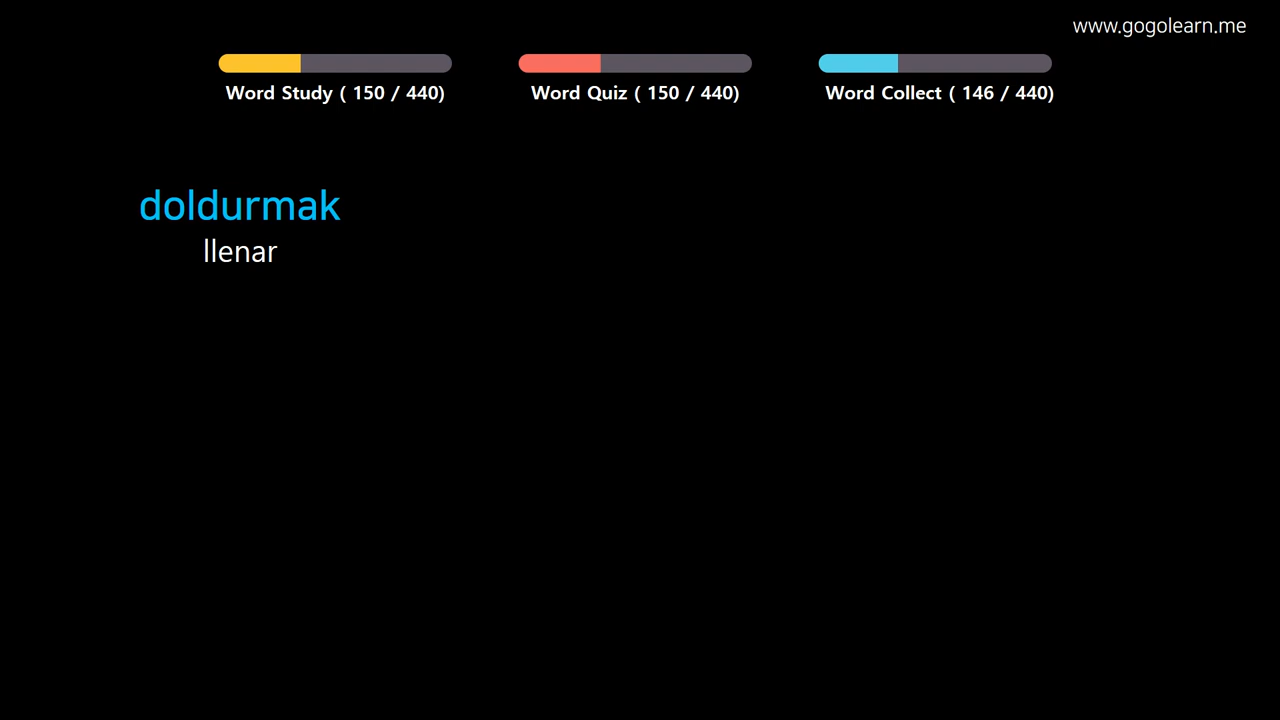 www.gogolearn.me
Word Study ( 150 / 440)
Word Quiz ( 150 / 440)
Word Collect ( 146 / 440)
doldurmak
llenar